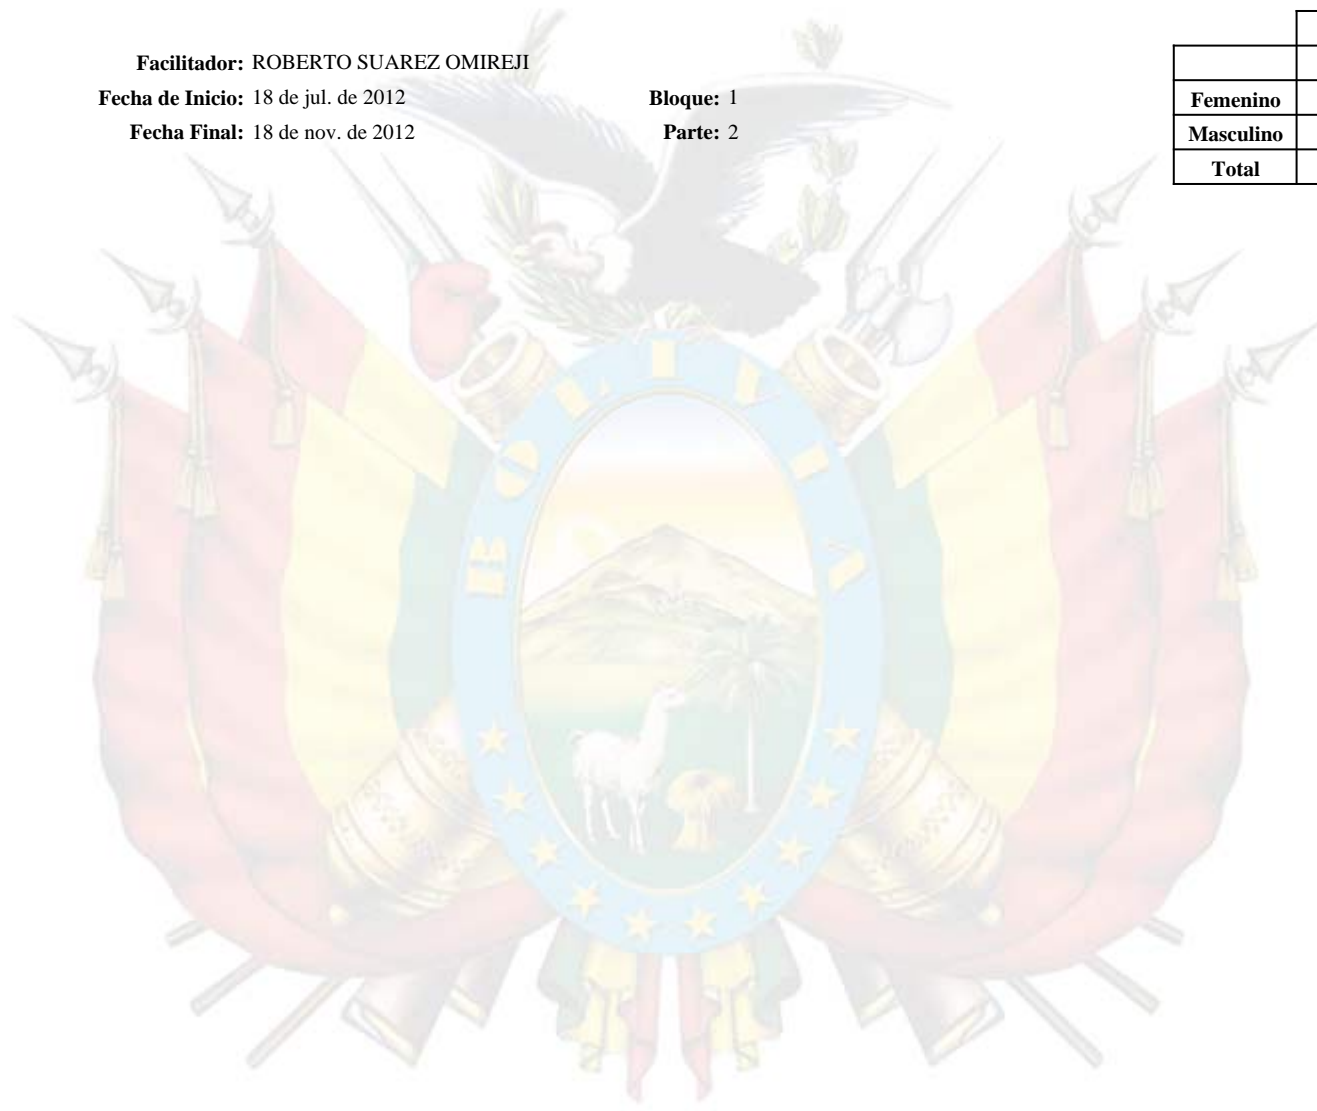 Facilitador: ROBERTO SUAREZ OMIREJI
Fecha de Inicio: 18 de jul. de 2012 Bloque: 1
Fecha Final: 18 de nov. de 2012 Parte: 2
Femenino
Masculino
Total
BOLIVIA